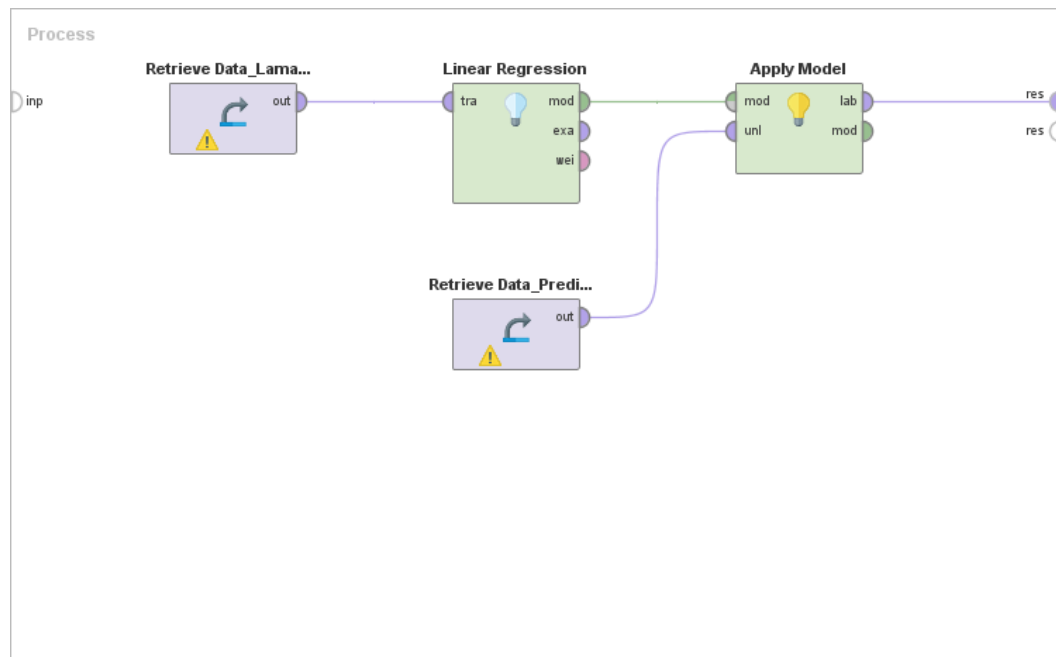 Process
Retrieve Data_Lama...
inp
out
Linear Regression
tra
mod
exa
wei
Apply Model
mod
lab
unl
mod
res
res
Retrieve Data_Predi...
out